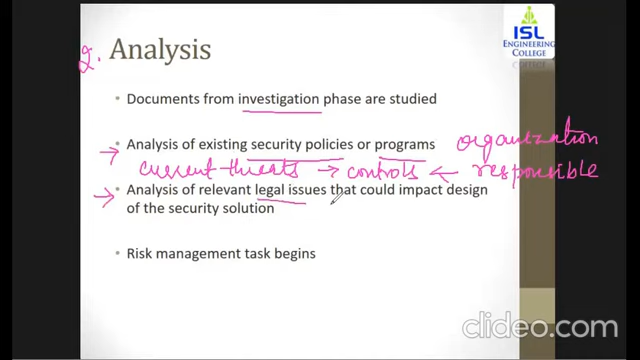 ISL
ENGINEERING
COLLEGE
2. Analysis
• Documents from investigation phase are studied
• Analysis of existing security policies or programs
organization
current threats → controls ← responsible
• Analysis of relevant legal issues that could impact design
of the security solution
• Risk management task begins
clideo.com